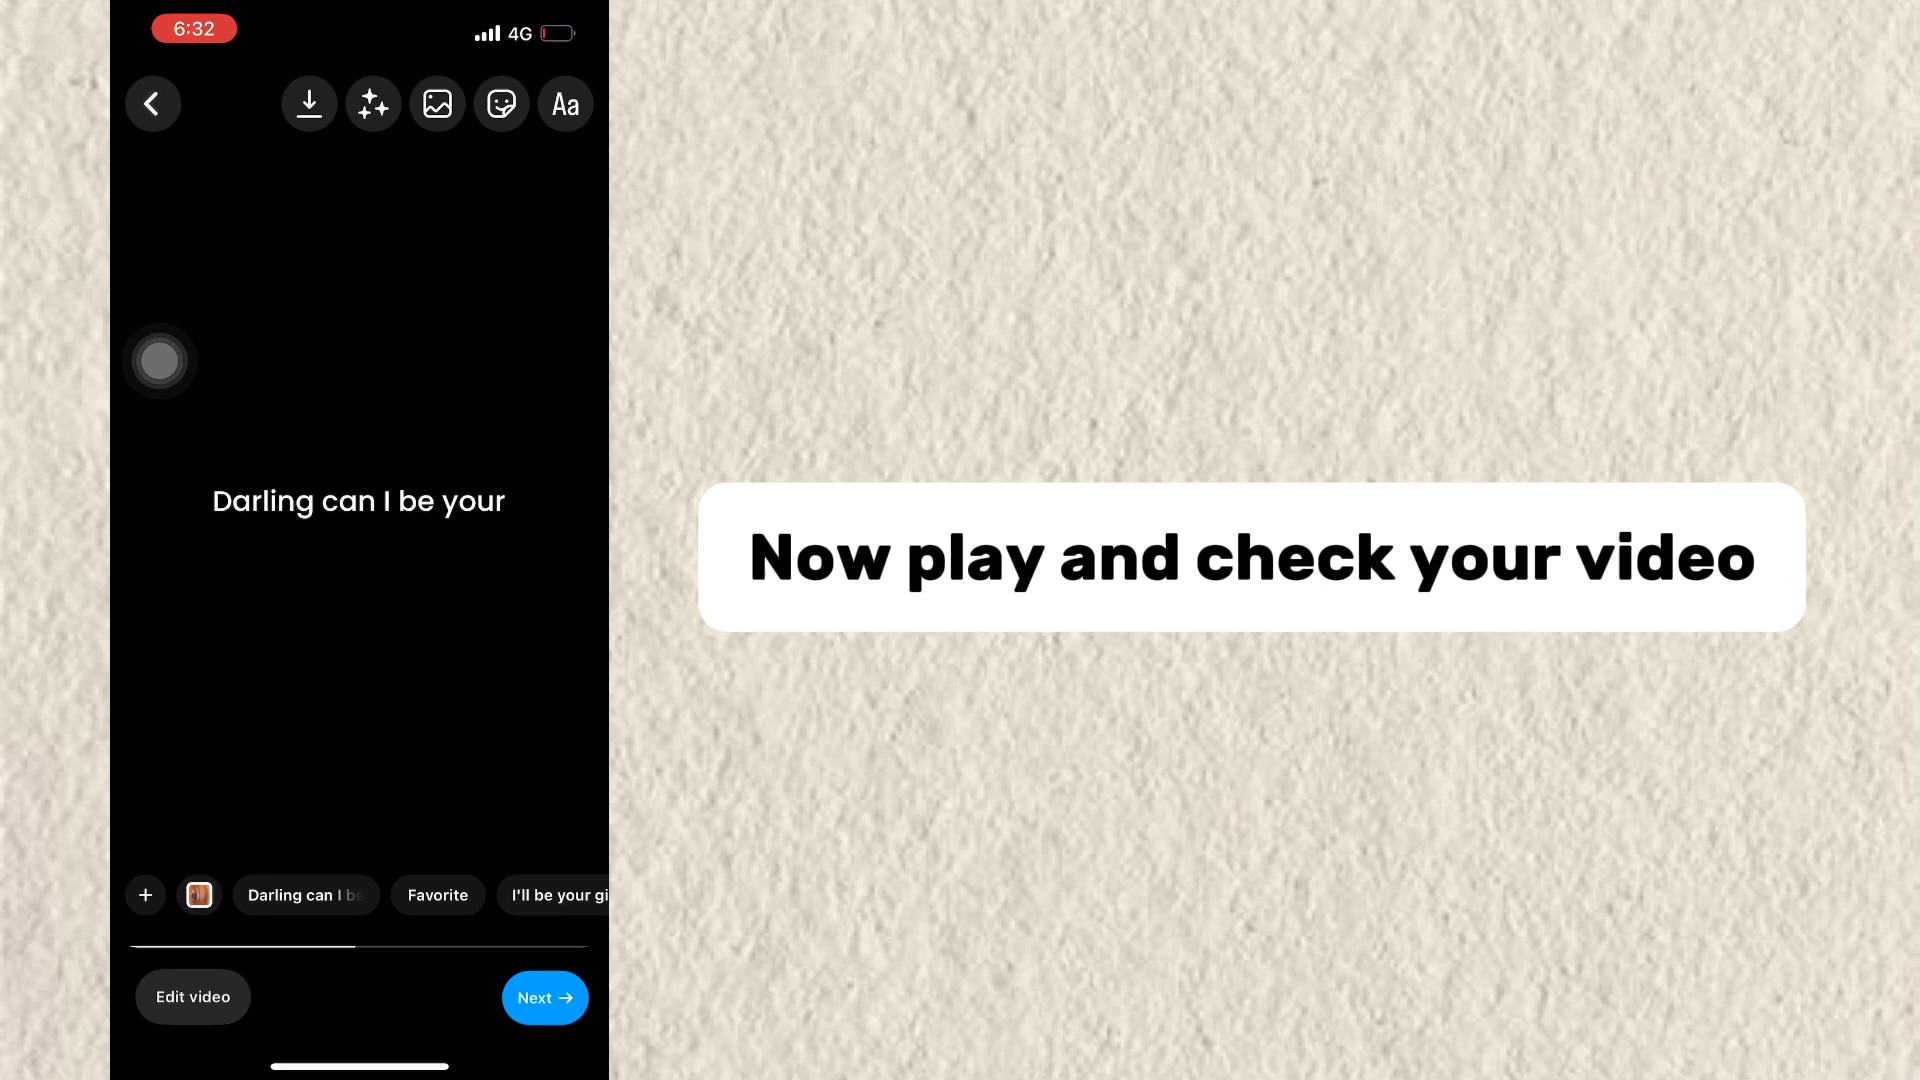 6:32
4G
Aa
Darling can I be your
Now play and check your video
Darling can I be
Favorite
I'll be your gi
Edit video
Next